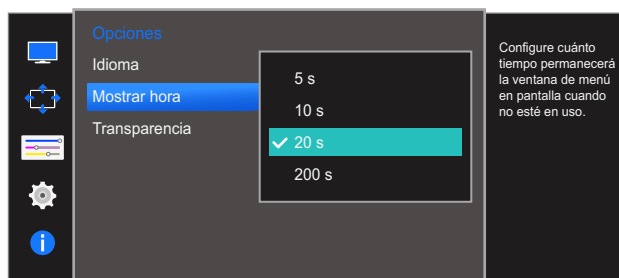 Opciones
Idioma
Mostrar hora
Transparencia
5 s
10 s
20 s
200 s
Configure cuánto
tiempo permanecerá
la ventana de menú
en pantalla cuando
no esté en uso.